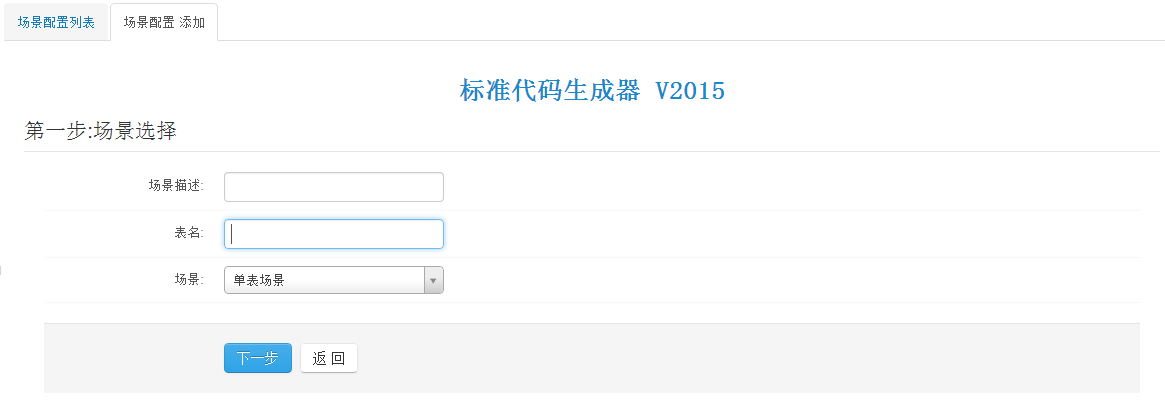 场景配置列表 场景配置 添加
标准代码生成器 V2015
第一步:场景选择
场景描述:
表名:
场景: 单表场景
下一步 返 回